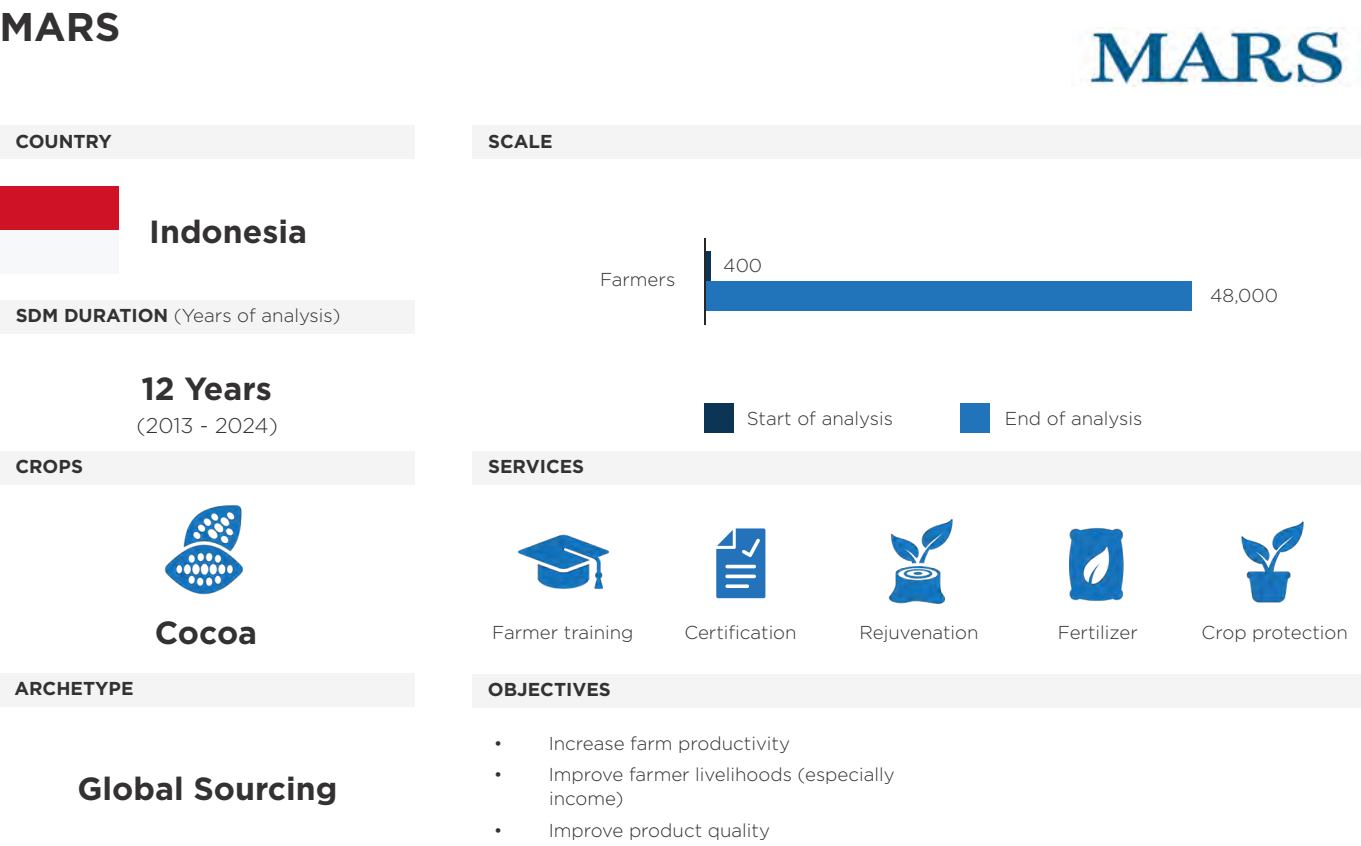 MARS
MARS
COUNTRY
Indonesia
SDM DURATION (Years of analysis)
12 Years
(2013 - 2024)
CROPS
Cocoa
ARCHETYPE
Global Sourcing
SCALE
Farmers
400
48,000
Start of analysis
End of analysis
SERVICES
Farmer training
Certification
Rejuvenation
Fertilizer
Crop protection
OBJECTIVES
• Increase farm productivity
• Improve farmer livelihoods (especially
income)
• Improve product quality